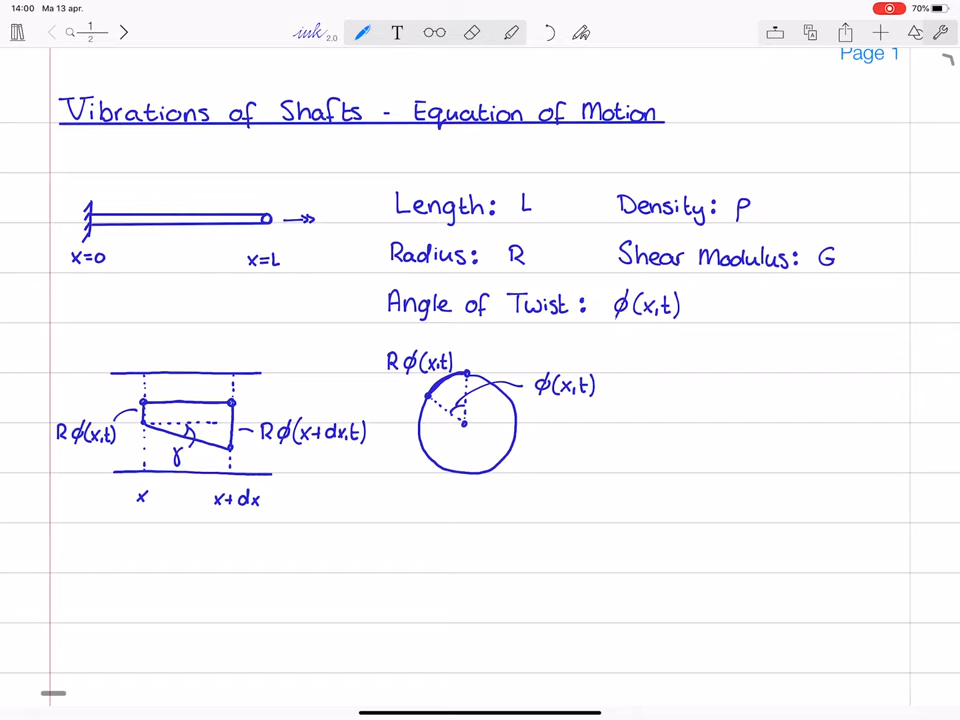 14:00 Ma 13 apr.
70%
1
2
ink 2.0
T
Page 1
Vibrations of Shafts - Equation of Motion
Length: L
Density: ρ
x=0
x=L
Radius: R
Shear Modulus: G
Angle of Twist: ϕ(x,t)
Rϕ(x,t)
ϕ(x,t)
Rϕ(x,t)
γ
Rϕ(x+dx,t)
x
x+dx